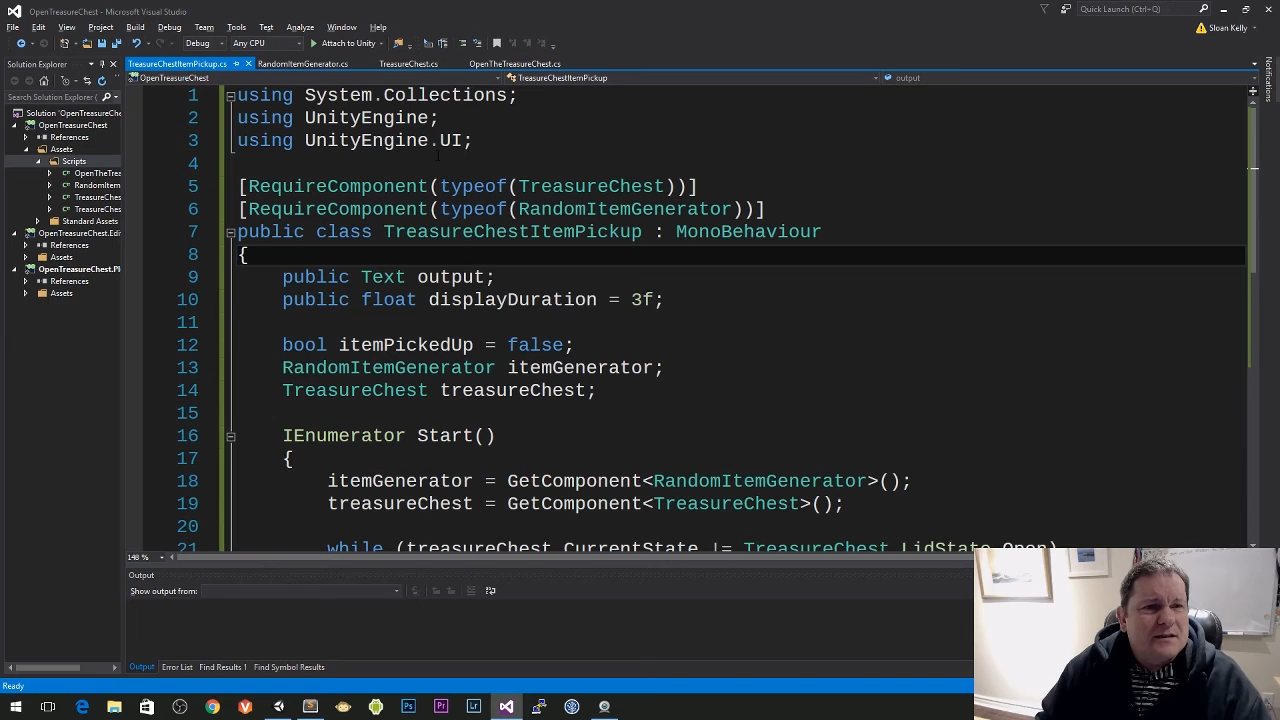 OpenTreasureChest - Microsoft Visual Studio
Quick Launch (Ctrl+Q)
File Edit View Project Build Debug Team Tools Test Analyze Window Help
Sloan Kelly
Debug Any CPU Attach to Unity
Solution Explorer
TreasureChestItemPickup.cs RandomItemGenerator.cs TreasureChest.cs OpenTheTreasureChest.cs
OpenTreasureChest TreasureChestItemPickup output
Search Solution Explorer
Solution 'OpenTreasureChest
OpenTreasureChest
References
Assets
Scripts
OpenTheTrea
RandomItem
TreasureChes
TreasureChes
Standard Assets
OpenTreasureChest.Edi
References
Assets
OpenTreasureChest.Pl
References
Assets
1 using System.Collections;
2 using UnityEngine;
3 using UnityEngine.UI;
4
5 [RequireComponent(typeof(TreasureChest))]
6 [RequireComponent(typeof(RandomItemGenerator))]
7 public class TreasureChestItemPickup : MonoBehaviour
8 {
9 public Text output;
10 public float displayDuration = 3f;
11
12 bool itemPickedUp = false;
13 RandomItemGenerator itemGenerator;
14 TreasureChest treasureChest;
15
16 IEnumerator Start()
17 {
18 itemGenerator = GetComponent<RandomItemGenerator>();
19 treasureChest = GetComponent<TreasureChest>();
20
21 while (treasureChest.CurrentState != TreasureChest.LidState.Open)
148 %
Output
Show output from:
Output Error List Find Results 1 Find Symbol Results
Ready
Notifications